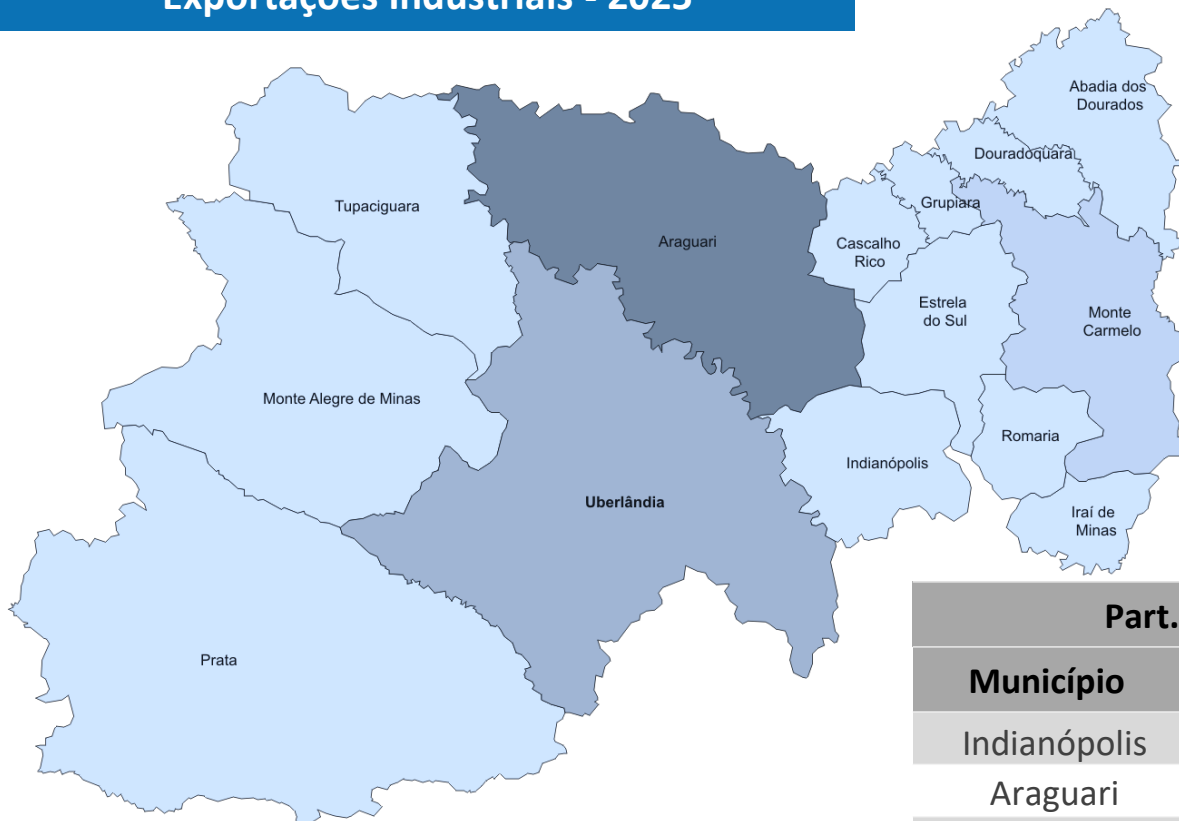 Exportações Industriais - 2023
Abadia dos
Dourados
Douradoquara
Tupaciguara
Grupiara
Araguari
Cascalho
Rico
Estrela
do Sul
Monte
Carmelo
Monte Alegre de Minas
Romaria
Indianópolis
Uberlândia
Iraí de
Minas
Prata
Part.
Município
Indianópolis
Araguari